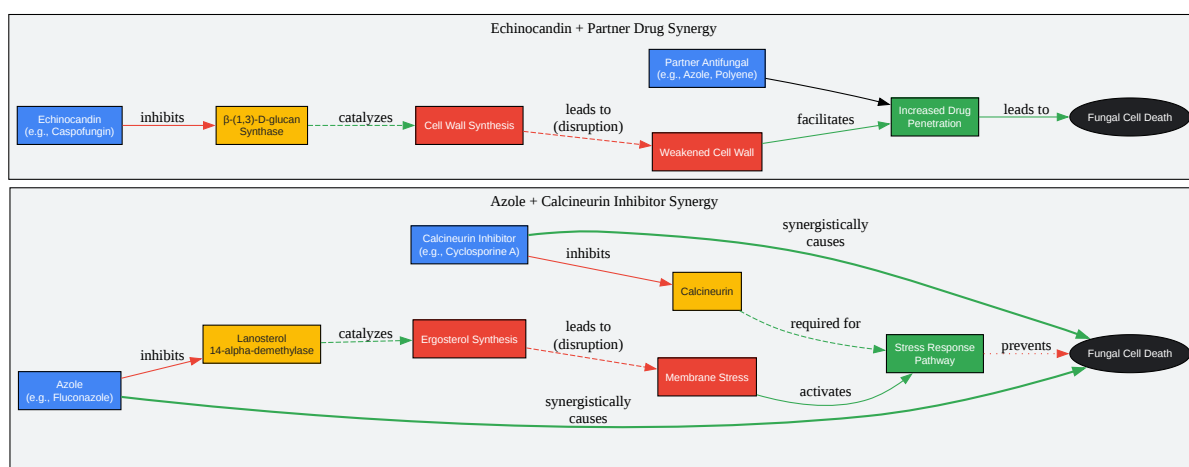 Echinocandin + Partner Drug Synergy
Partner Antifungal
(e.g., Azole, Polyene)
Echinocandin
(e.g., Caspofungin)
inhibits
β-(1,3)-D-glucan
Synthase
catalyzes
Cell Wall Synthesis
leads to
(disruption)
Weakened Cell Wall
facilitates
Increased Drug
Penetration
leads to
Fungal Cell Death
Azole + Calcineurin Inhibitor Synergy
Calcineurin Inhibitor
(e.g., Cyclosporine A)
synergistically
causes
inhibits
Calcineurin
required for
Azole
(e.g., Fluconazole)
inhibits
Lanosterol
14-alpha-demethylase
catalyzes
Ergosterol Synthesis
leads to
(disruption)
Membrane Stress
activates
Stress Response
Pathway
prevents
Fungal Cell Death
synergistically
causes